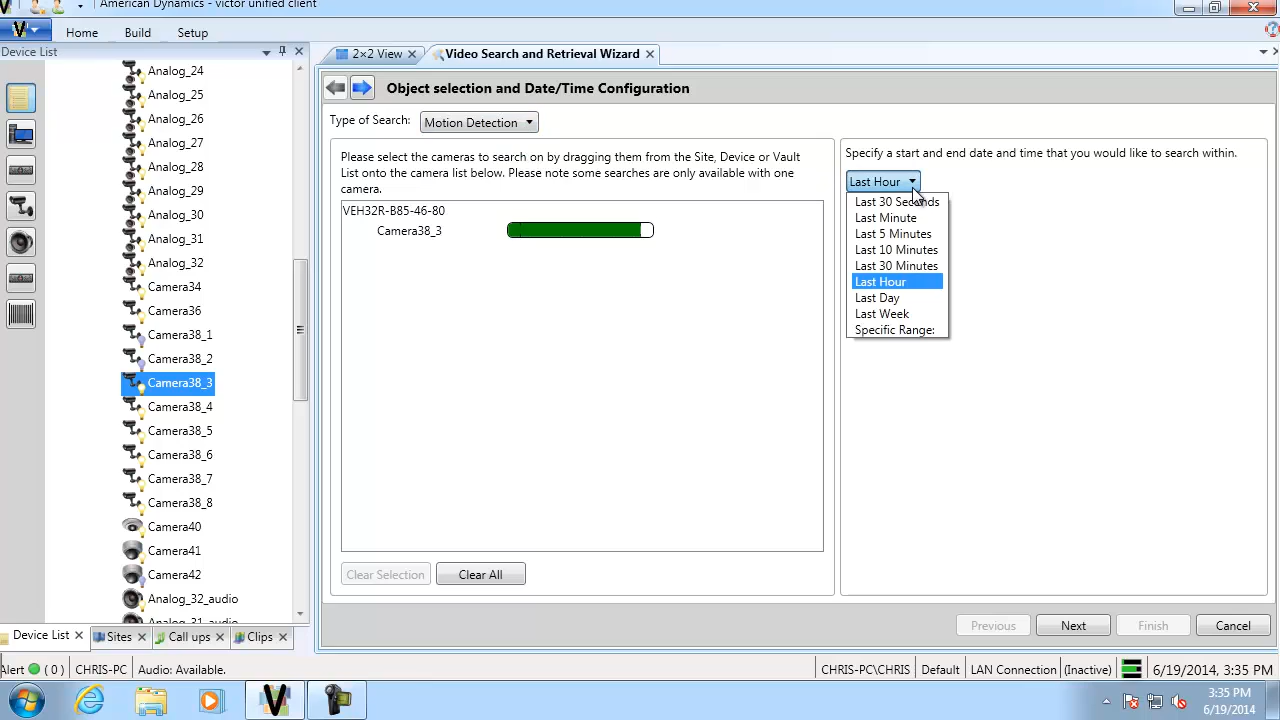 American Dynamics - victor unified client
Home Build Setup
Device List
2×2 View Video Search and Retrieval Wizard
Analog_24
Analog_25
Analog_26
Analog_27
Analog_28
Analog_29
Analog_30
Analog_31
Analog_32
Camera34
Camera36
Camera38_1
Camera38_2
Camera38_3
Camera38_4
Camera38_5
Camera38_6
Camera38_7
Camera38_8
Camera40
Camera41
Camera42
Analog_32_audio
Analog_31_audio
Device List Sites Call ups Clips
Object selection and Date/Time Configuration
Type of Search: Motion Detection
Please select the cameras to search on by dragging them from the Site, Device or Vault
List onto the camera list below. Please note some searches are only available with one
camera.
VEH32R-B85-46-80
Camera38_3
Clear Selection Clear All
Specify a start and end date and time that you would like to search within.
Last Hour
Last 30 Seconds
Last Minute
Last 5 Minutes
Last 10 Minutes
Last 30 Minutes
Last Hour
Last Day
Last Week
Specific Range:
Previous Next Finish Cancel
Alert ( 0 ) CHRIS-PC Audio: Available. CHRIS-PC\CHRIS Default LAN Connection (Inactive) 6/19/2014, 3:35 PM
3:35 PM
6/19/2014